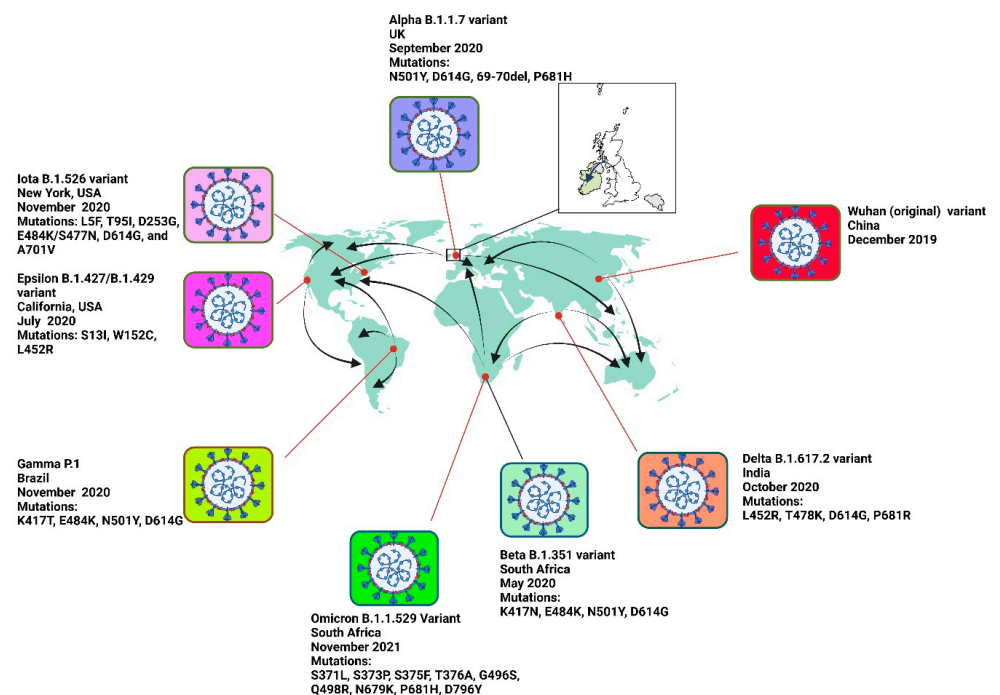 Alpha B.1.1.7 variant
UK
September 2020
Mutations:
N501Y, D614G, 69-70del, P681H
Iota B.1.526 variant
New York, USA
November 2020
Mutations: L5F, T95I, D253G,
E484K/S477N, D614G, and
A701V
Wuhan (original) variant
China
December 2019
Epsilon B.1.427/B.1.429
variant
California, USA
July 2020
Mutations: S13I, W152C,
L452R
Gamma P.1
Brazil
November 2020
Mutations:
K417T, E484K, N501Y, D614G
Delta B.1.617.2 variant
India
October 2020
Mutations:
L452R, T478K, D614G, P681R
Beta B.1.351 variant
South Africa
May 2020
Mutations:
K417N, E484K, N501Y, D614G
Omicron B.1.1.529 Variant
South Africa
November 2021
Mutations:
S371L, S373P, S375F, T376A, G496S,
Q498R, N679K, P681H, D796Y